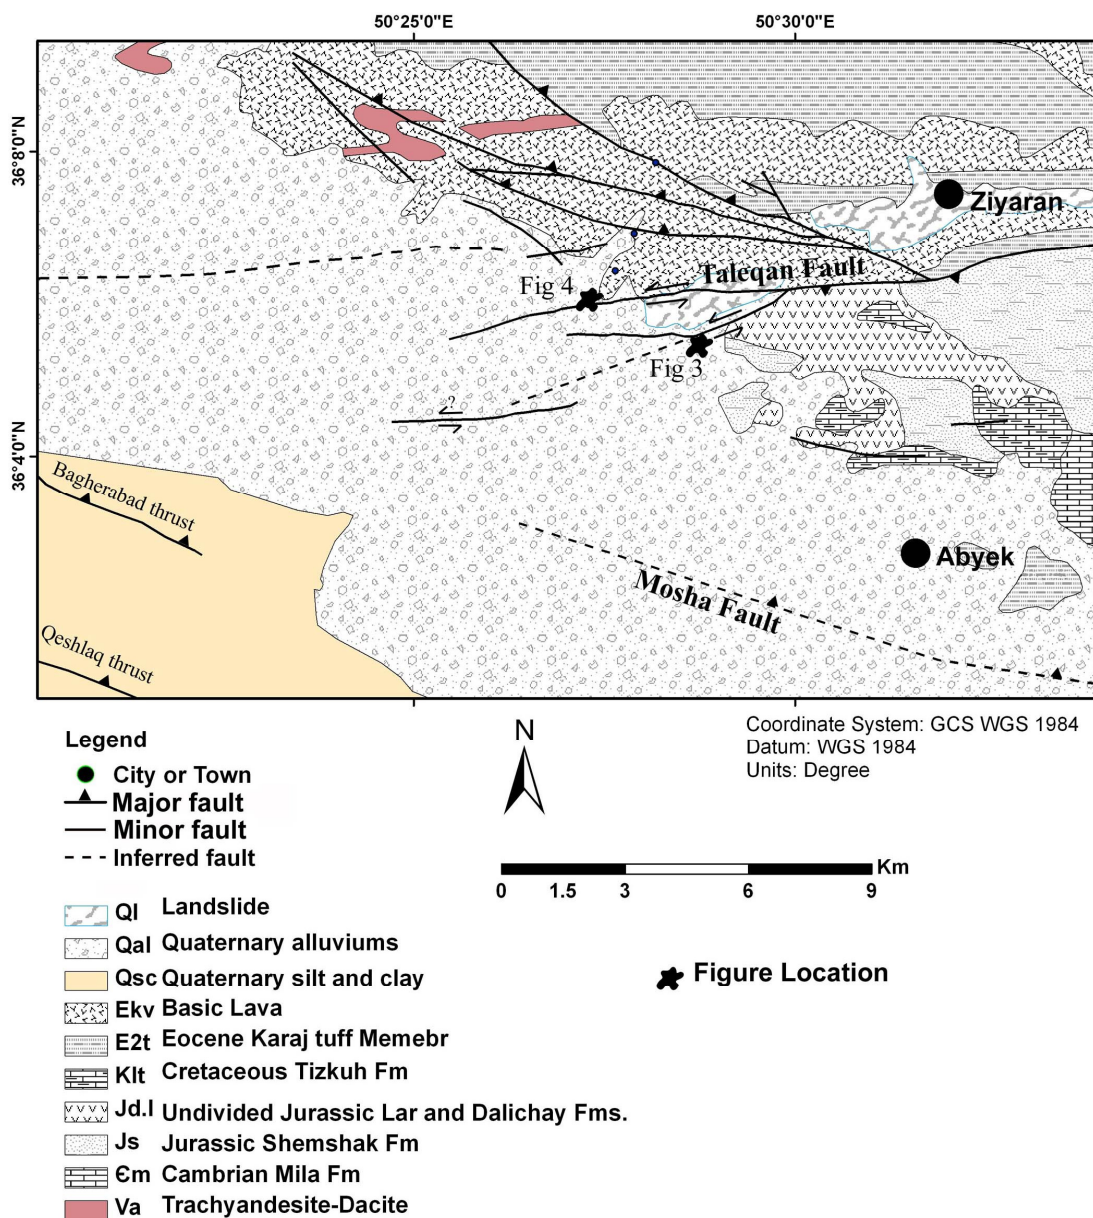 50°25''0"E 50°30''0"E
36°8'0"N
36°4'0"N
Ziyaran
Taleqan Fault
Fig 4
Fig 3
?
Bagherabad thrust
Abyek
Mosha Fault
Qeshlaq thrust
Legend
City or Town
Major fault
Minor fault
Inferred fault
N
Coordinate System: GCS WGS 1984
Datum: WGS 1984
Units: Degree
Km
0 1.5 3 6 9
Ql Landslide
Qal Quaternary alluviums
Qsc Quaternary silt and clay
Ekv Basic Lava
E2t Eocene Karaj tuff Memebr
Klt Cretaceous Tizkuh Fm
Jd.l Undivided Jurassic Lar and Dalichay Fms.
Js Jurassic Shemshak Fm
Єm Cambrian Mila Fm
Va Trachyandesite-Dacite
Figure Location